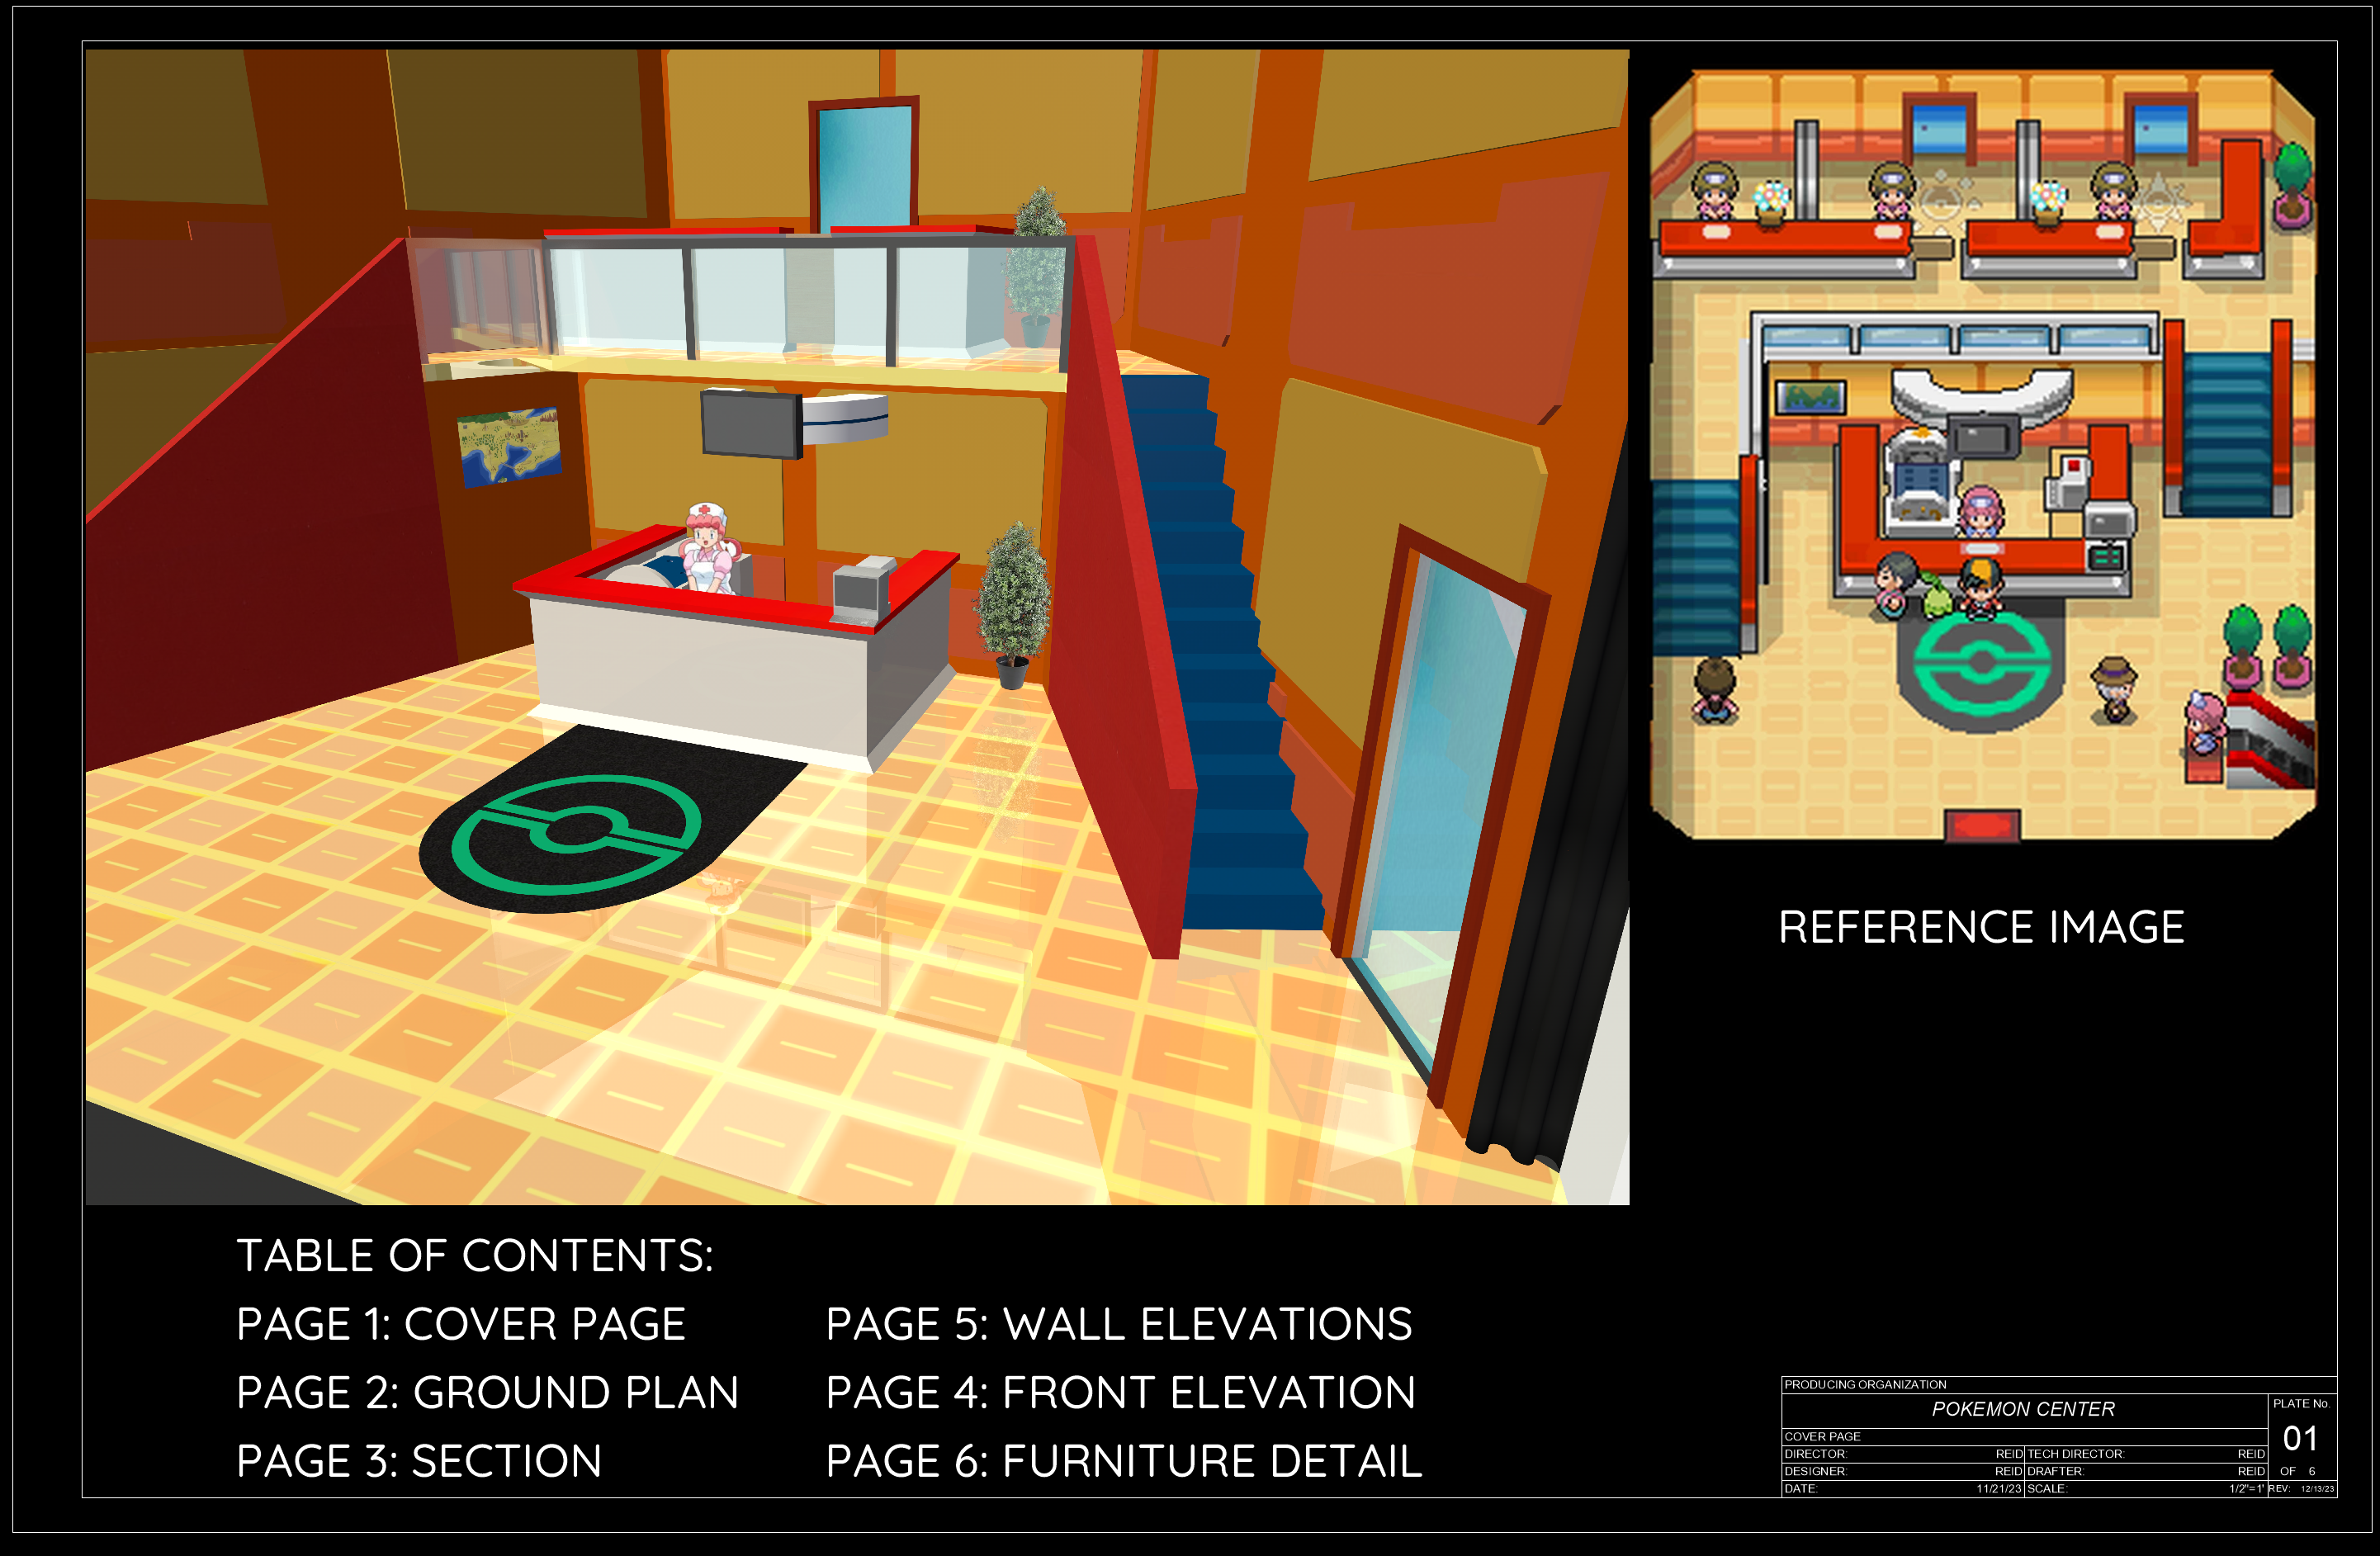 REFERENCE IMAGE
TABLE OF CONTENTS:
PAGE 1: COVER PAGE
PAGE 2: GROUND PLAN
PAGE 3: SECTION
PAGE 5: WALL ELEVATIONS
PAGE 4: FRONT ELEVATION
PAGE 6: FURNITURE DETAIL
PRODUCING ORGANIZATION
POKEMON CENTER
COVER PAGE
DIRECTOR: REID TECH DIRECTOR: REID
DESIGNER: REID DRAFTER: REID
DATE: 11/21/23 SCALE: 1/2"=1'
PLATE No.
01
OF 6
REV: 12/13/23